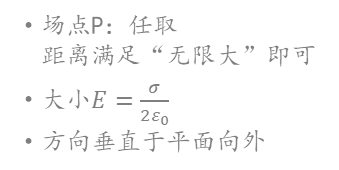 • 场点P：任取
距离满足“无限大”即可
• 大小E = σ/2ε₀
• 方向垂直于平面向外